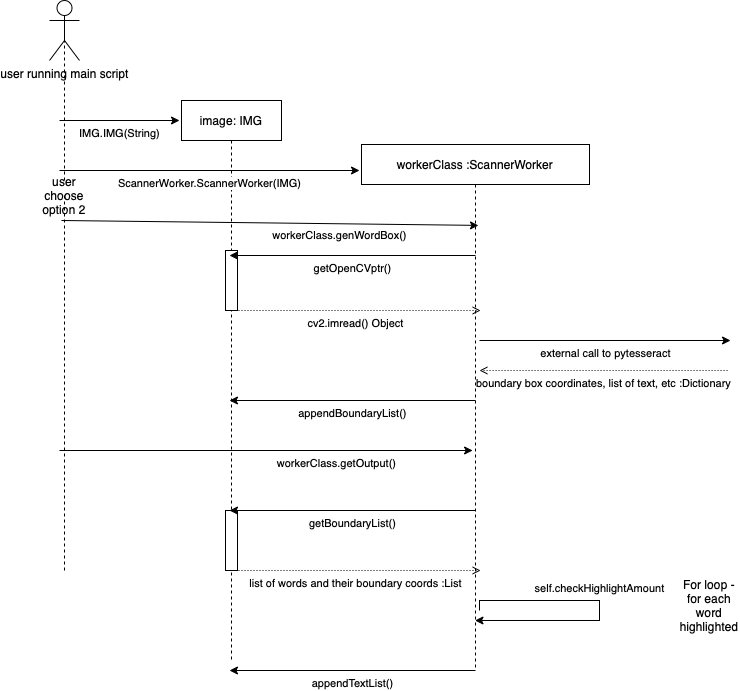 user running main script
image: IMG
IMG.IMG(String)
workerClass :ScannerWorker
ScannerWorker.ScannerWorker(IMG)
user
choose
option 2
workerClass.genWordBox()
getOpenCVptr()
cv2.imread() Object
external call to pytesseract
boundary box coordinates, list of text, etc :Dictionary
appendBoundaryList()
workerClass.getOutput()
getBoundaryList()
list of words and their boundary coords :List
self.checkHighlightAmount
For loop -
for each
word
highlighted
appendTextList()